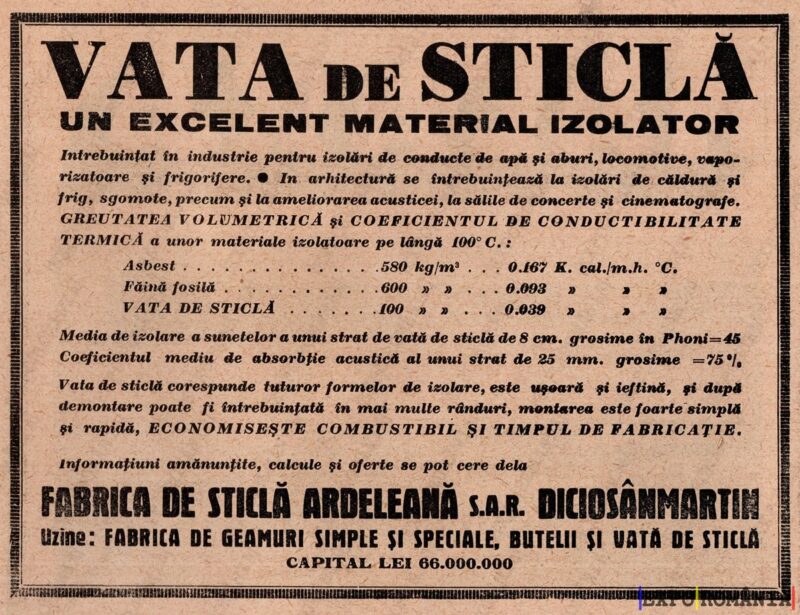 VATA DE STICLĂ
UN EXCELENT MATERIAL IZOLATOR
Intrebuințat în industrie pentru izolări de conducte de apă și aburi, locomotive, vapo-
rizatoare și frigorifere. ● In arhitectură se întrebuințează la izolări de căldură și
frig, sgomote, precum și la ameliorarea acusticei, la sălile de concerte și cinematografe.
GREUTATEA VOLUMETRICĂ și COEFICIENTUL DE CONDUCTIBILITATE
TERMICĂ a unor materiale izolatoare pe lângă 100° C. :
Asbest . . . . . . . . . . . . . . . 580 kg/m³ . . . 0.167 K. cal./m.h. °C.
Făină fosilă . . . . . . . . . . . . 600 » » . . . 0.093 » » »
VATA DE STICLĂ . . . . . . . 100 » » . . . 0.039 » » »
Media de izolare a sunetelor a unui strat de vată de sticlă de 8 cm. grosime în Phoni=45
Coeficientul mediu de absorbție acustică al unui strat de 25 mm. grosime =75%
Vata de sticlă corespunde tuturor formelor de izolare, este ușoară și ieftină, și după
demontare poate fi întrebuințată în mai multe rânduri, montarea este foarte simplă
și rapidă, ECONOMISEȘTE COMBUSTIBIL ȘI TIMPUL DE FABRICAȚIE.
Informațiuni amănunțite, calcule și oferte se pot cere dela
FABRICA DE STICLĂ ARDELEANĂ S.A.R. DICIOSÂNMARTIN
Uzine: FABRICA DE GEAMURI SIMPLE ȘI SPECIALE, BUTELII ȘI VATĂ DE STICLĂ
CAPITAL LEI 66.000.000
EXPO ROMÂNIA